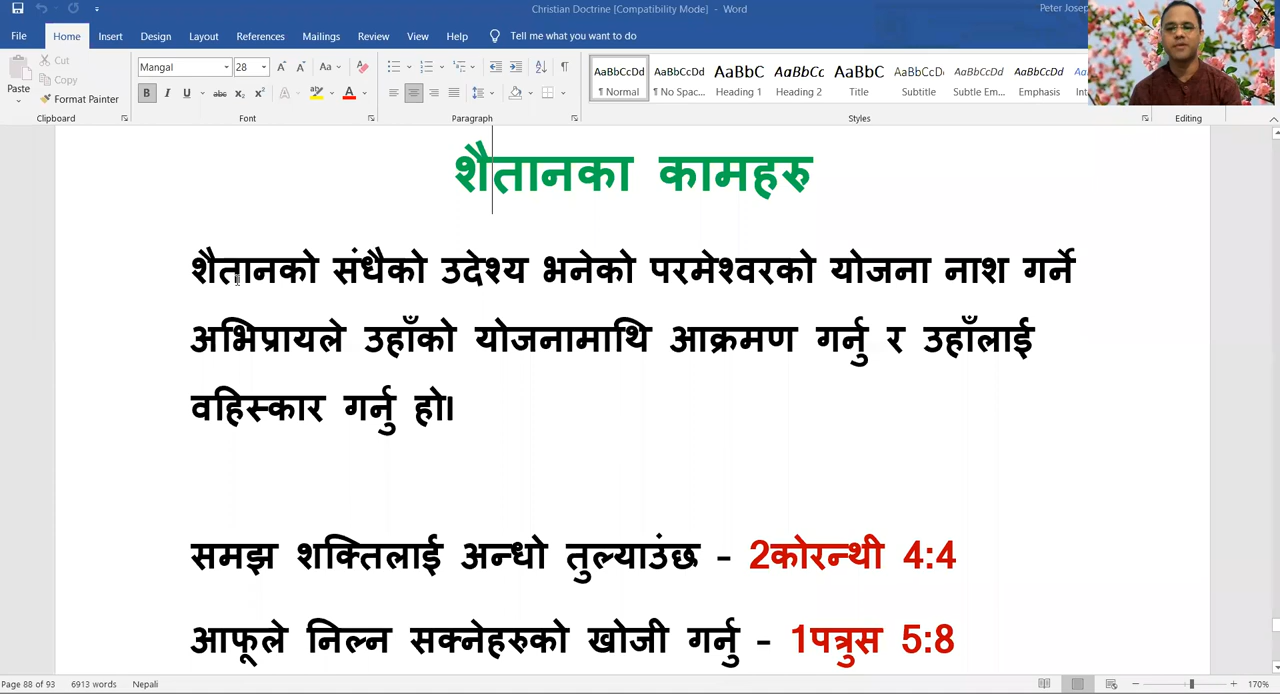 Christian Doctrine [Compatibility Mode] - Word
Peter Josep
File Home Insert Design Layout References Mailings Review View Help Tell me what you want to do
Paste
Cut
Copy
Format Painter
Mangal 28
Clipboard Font Paragraph Styles Editing
AaBbCcDd AaBbCcDd AaBbC AaBbCc AaBbC AaBbCcD AaBbCcDd AaBbCcDd
¶ Normal ¶ No Spac... Heading 1 Heading 2 Title Subtitle Subtle Em... Emphasis
शैतानका कामहरु
शैतानको संधैको उदेश्य भनेको परमेश्वरको योजना नाश गर्ने
अभिप्रायले उहाँको योजनामाथि आक्रमण गर्नु र उहाँलाई
वहिस्कार गर्नु हो।
समझ शक्तिलाई अन्धो तुल्याउंछ - 2कोरन्थी 4:4
आफूले निल्न सक्नेहरुको खोजी गर्नु - 1पत्रुस 5:8
Page 88 of 93 6913 words Nepali 170%